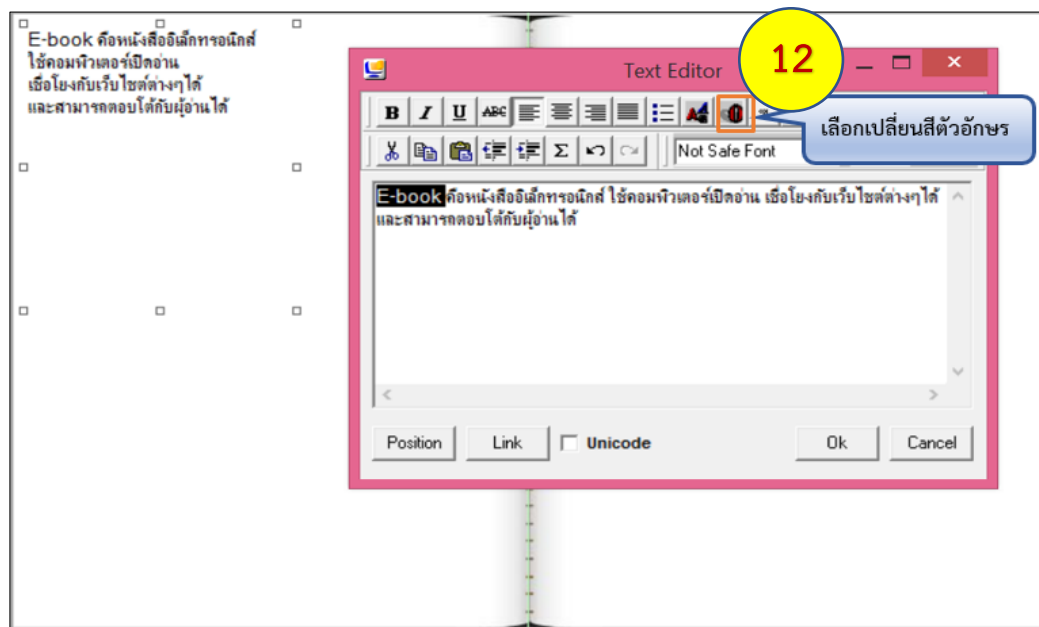 E-book คือหนังสืออิเล็กทรอนิกส์
ใช้คอมพิวเตอร์เปิดอ่าน
เชื่อโยงกับเว็บไซต์ต่างๆได้
และสามารถตอบโต้กับผู้อ่านได้
Text Editor
12
B I U ABC
เลือกเปลี่ยนสีตัวอักษร
Σ Not Safe Font
E-book คือหนังสืออิเล็กทรอนิกส์ ใช้คอมพิวเตอร์เปิดอ่าน เชื่อโยงกับเว็บไซต์ต่างๆได้
และสามารถตอบโต้กับผู้อ่านได้
Position Link Unicode Ok Cancel